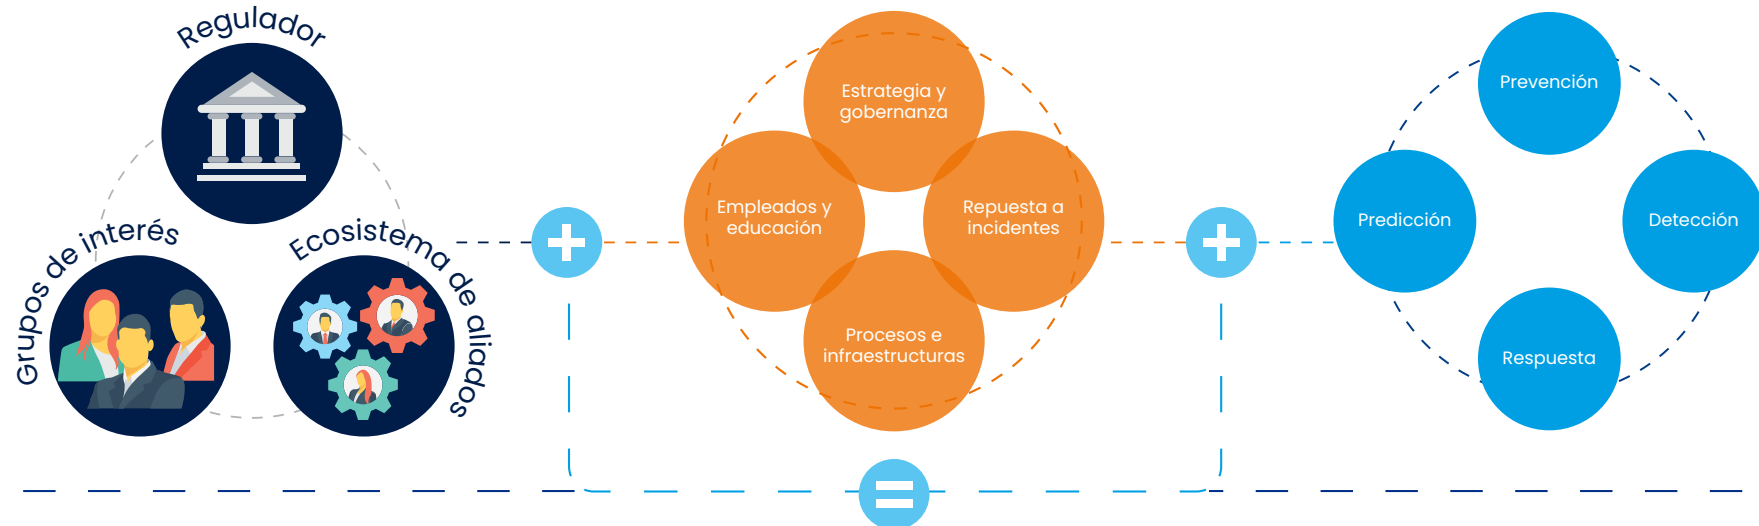 Regulador
Grupos de interés
Ecosistema de aliados
Estrategia y
gobernanza
Empleados y
educación
Repuesta a
incidentes
Procesos e
infraestructuras
Prevención
Predicción
Detección
Respuesta